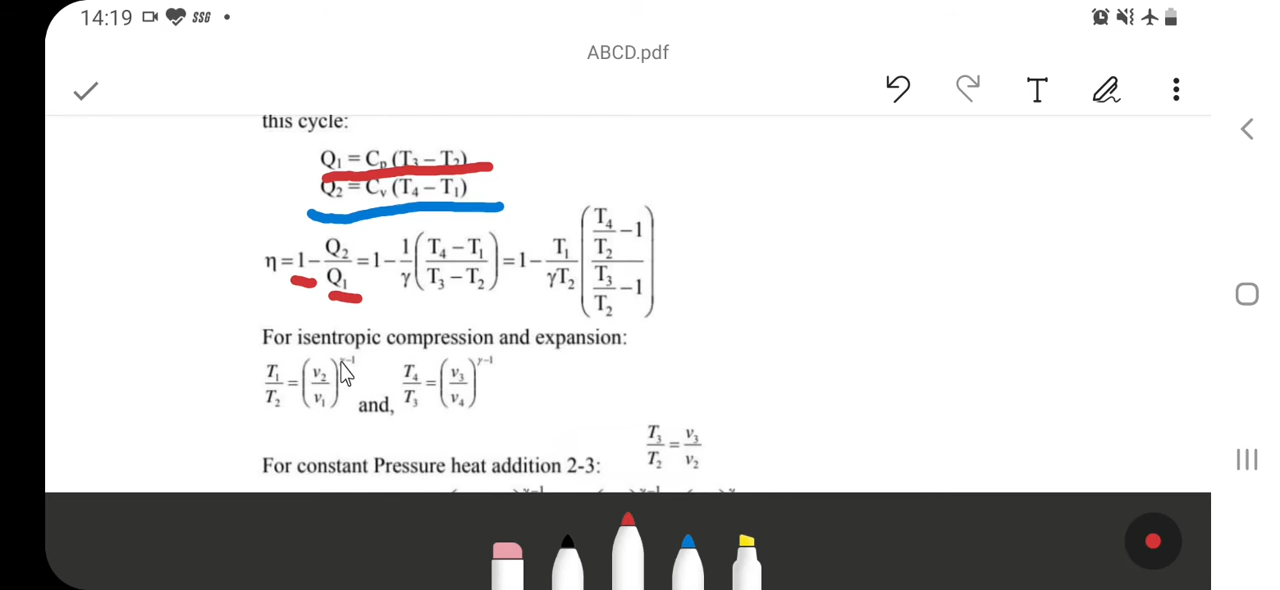 14:19 SSG
ABCD.pdf
T
this cycle:
Q₁ = Cₚ (T₃ – T₂)
Q₂ = Cᵥ (T₄ – T₁)
η = 1 – Q₂/Q₁ = 1 – 1/γ ((T₄ – T₁)/(T₃ – T₂)) = 1 – T₁/γT₂ ((T₄/T₂ – 1)/(T₃/T₂ – 1))
For isentropic compression and expansion:
T₁/T₂ = (v₂/v₁)^γ–1 and, T₄/T₃ = (v₃/v₄)^γ–1
For constant Pressure heat addition 2-3: T₃/T₂ = v₃/v₂